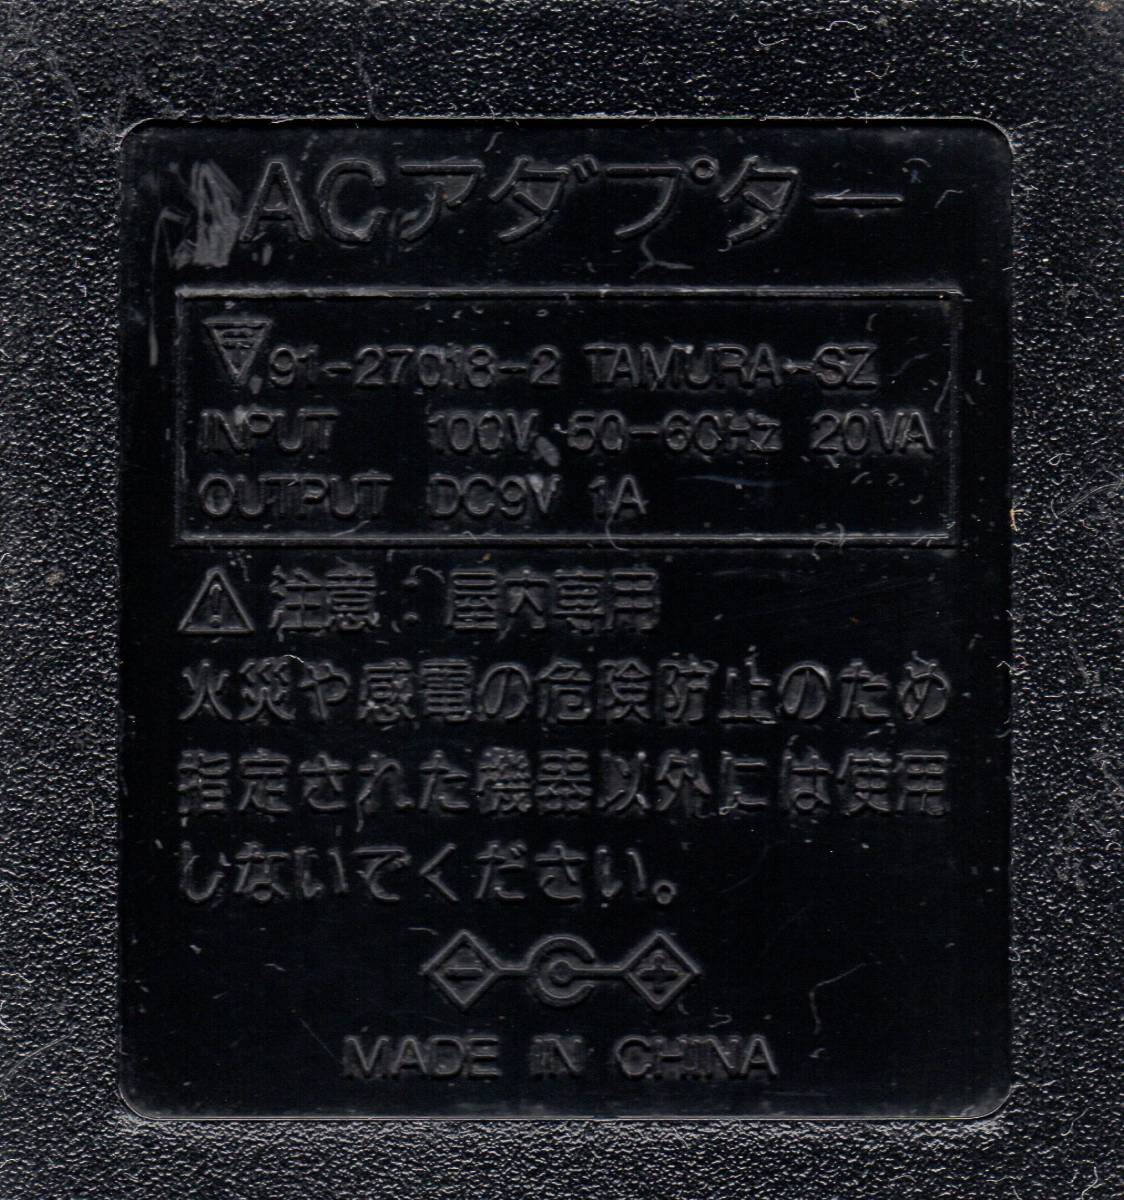 ACアダプター
91-27018-2 TAMURA-SZ
INPUT 100V 50-60Hz 20VA
OUTPUT DC9V 1A
注意:屋内専用
火災や感電の危険防止のため
指定された機器以外には使用
しないでください。
MADE IN CHINA